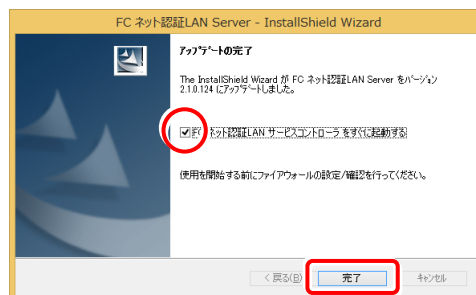 FC ネット認証LAN Server - InstallShield Wizard
ｱｯﾌﾟﾃﾞｰﾄの完了
The InstallShield Wizard が FC ネット認証LAN Server をﾊﾞｰｼﾞｮﾝ
2.1.0.124 にｱｯﾌﾟﾃﾞｰﾄしました。
FC ネット認証LAN サービスコントローラ をすぐに起動する
使用を開始する前にファイアウォールの設定/確認を行ってください。
< 戻る(B)
完了
ｷｬﾝｾﾙ